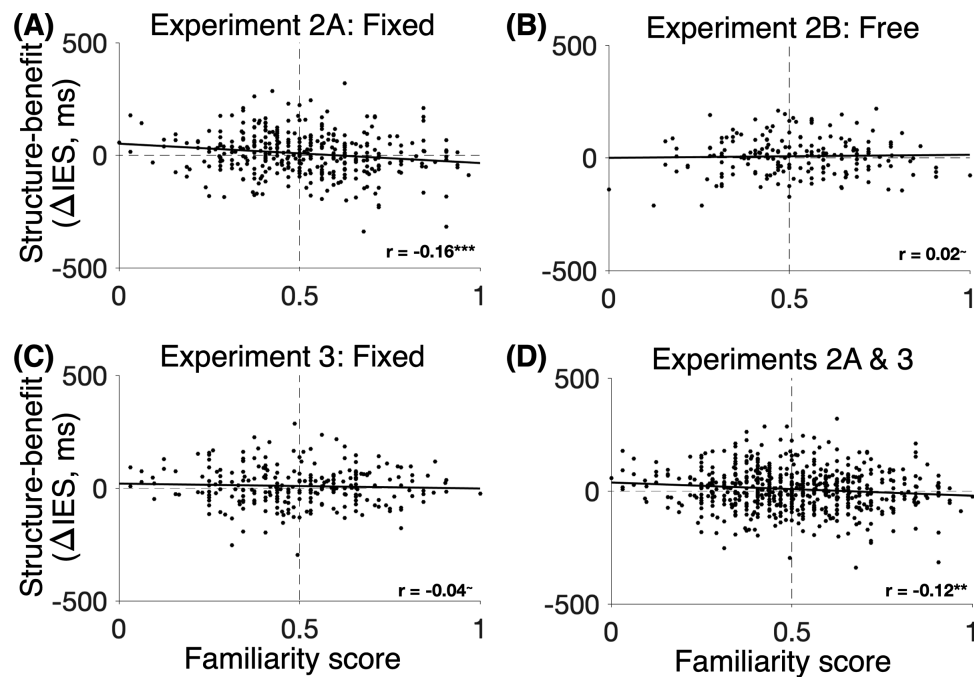 (A) Experiment 2A: Fixed
Structure-benefit
(ΔIES, ms)
500
0
-500
r = -0.16***
0 0.5 1
(B) Experiment 2B: Free
500
0
-500
r = 0.02~
0 0.5 1
(C) Experiment 3: Fixed
Structure-benefit
(ΔIES, ms)
500
0
-500
r = -0.04~
0 0.5 1
Familiarity score
(D) Experiments 2A & 3
500
0
-500
r = -0.12**
0 0.5 1
Familiarity score